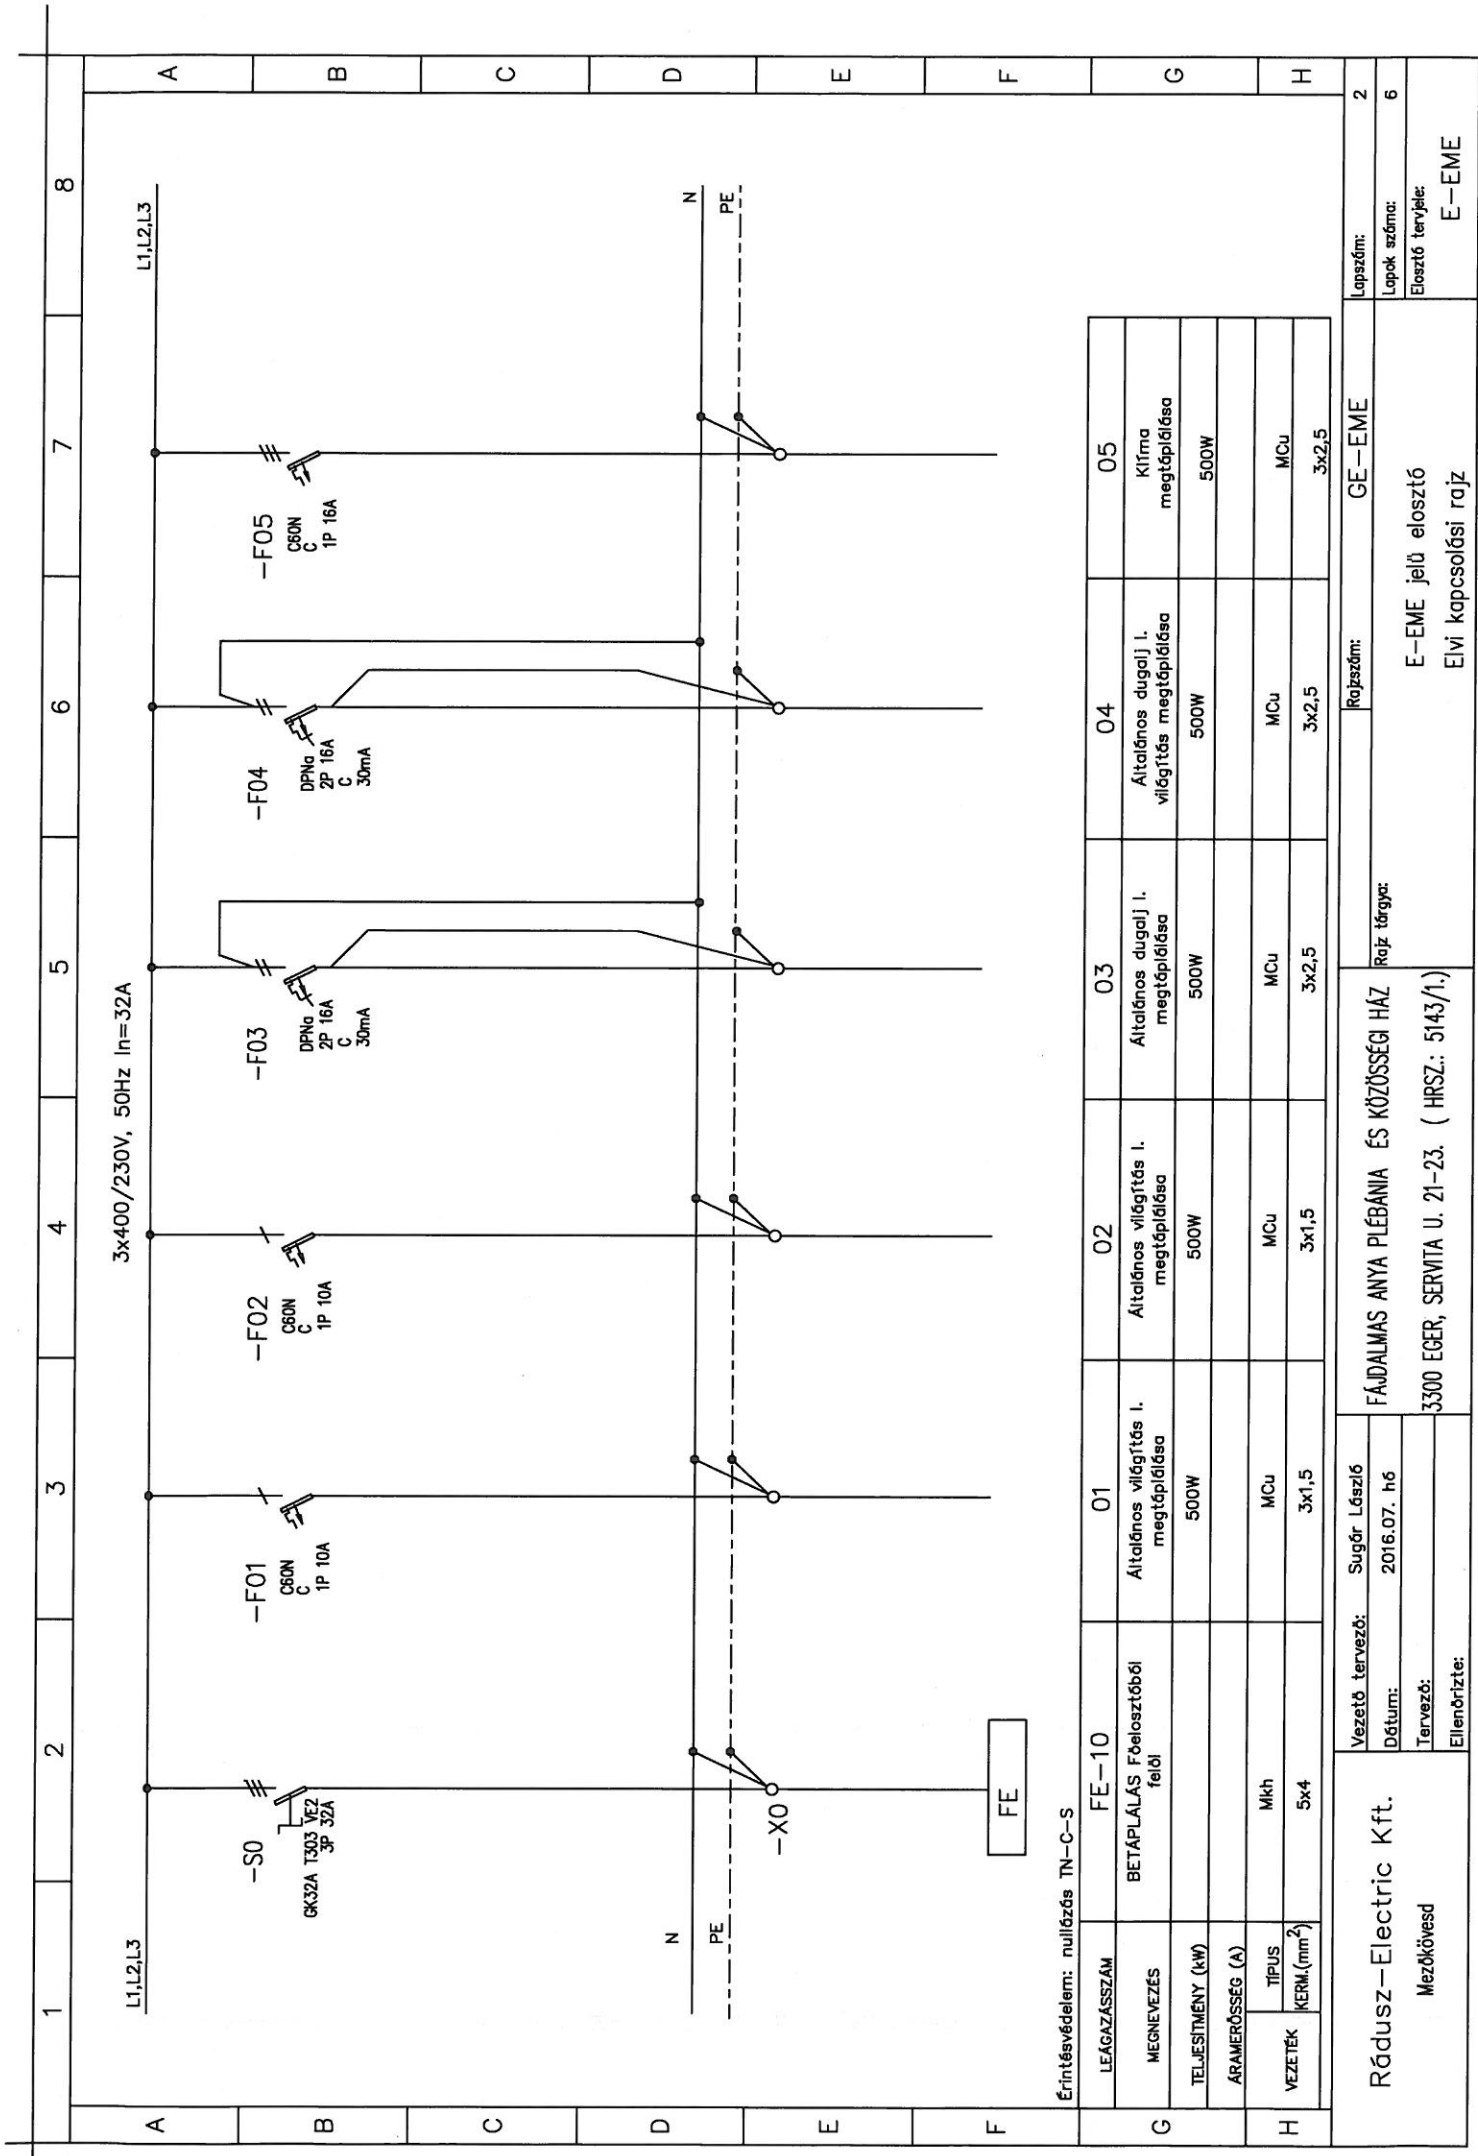 1
2
3
4
5
6
7
8
A
B
C
D
E
F
G
H
A
B
C
D
E
F
G
H
3x400/230V, 50Hz In=32A
L1,L2,L3
L1,L2,L3
-S0
GK32A T303 VE2
3P 32A
-F01
C60N
C
1P 10A
-F02
C60N
C
1P 10A
-F03
DPNa
2P 16A
C
30mA
-F04
DPNa
2P 16A
C
30mA
-F05
C60N
C
1P 16A
N
PE
N
PE
-X0
FE
Érintésvédelem: nullázás TN-C-S
LEÁGAZÁSSZÁM
FE-10
01
02
03
04
05
MEGNEVEZÉS
BETÁPLÁLÁS Főelosztóból
felől
Általános világítás I.
megtáplálása
Általános világítás I.
megtáplálása
Általános dugalj I.
megtáplálása
Általános dugalj I.
világítás megtáplálása
Klíma
megtáplálása
TELJESÍTMÉNY (kW)
500W
500W
500W
500W
500W
ÁRAMERŐSSÉG (A)
VEZETÉK
TÍPUS
Mkh
MCu
MCu
MCu
MCu
MCu
KERM.(mm²)
5x4
3x1,5
3x1,5
3x2,5
3x2,5
3x2,5
Rádusz-Electric Kft.
Mezőkövesd
Vezető tervező: Sugár László
Dátum: 2016.07. hó
Tervező:
Ellenőrizte:
FÁJDALMAS ANYA PLÉBÁNIA ÉS KÖZÖSSÉGI HÁZ
3300 EGER, SERVITA U. 21-23. ( HRSZ.: 5143/1.)
Rajz tárgya:
Rajzszám: GE-EME
E-EME jelű elosztó
Elvi kapcsolási rajz
Lapszám: 2
Lapok száma: 6
Elosztó tervjele:
E-EME